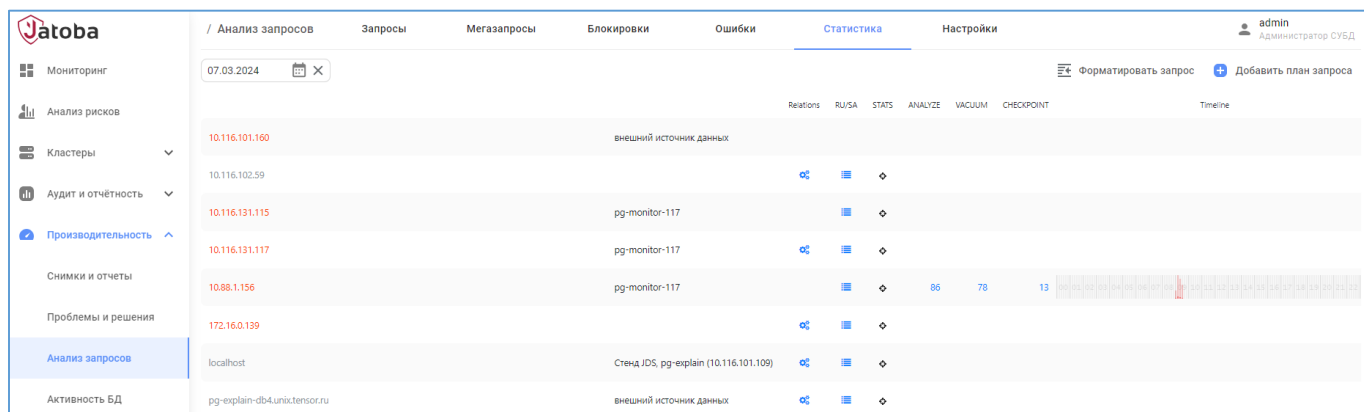 Jatoba
Мониторинг
Анализ рисков
Кластеры
Аудит и отчётность
Производительность
Снимки и отчеты
Проблемы и решения
Анализ запросов
Активность БД
/ Анализ запросов Запросы Мегазапросы Блокировки Ошибки Статистика Настройки
admin
Администратор СУБД
07.03.2024 Форматировать запрос Добавить план запроса
Relations RU/SA STATS ANALYZE VACUUM CHECKPOINT Timeline
10.116.101.160 внешний источник данных
10.116.102.59
10.116.131.115 pg-monitor-117
10.116.131.117 pg-monitor-117
10.88.1.156 pg-monitor-117 86 78 13
172.16.0.139
localhost Стенд JDS, pg-explain (10.116.101.109)
pg-explain-db4.unix.tensor.ru внешний источник данных